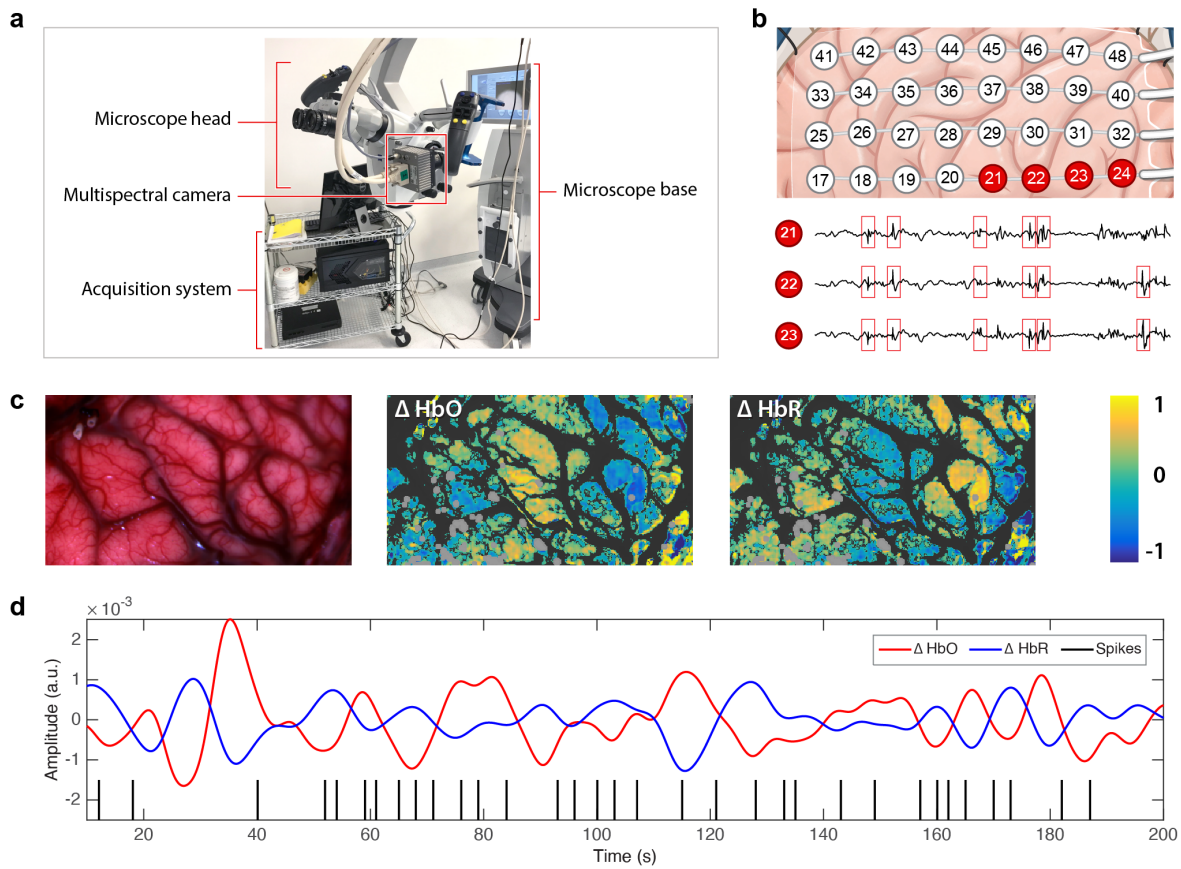 a
Microscope head
Multispectral camera
Acquisition system
Microscope base
b
41 42 43 44 45 46 47 48
33 34 35 36 37 38 39 40
25 26 27 28 29 30 31 32
17 18 19 20 21 22 23 24
21
22
23
c
Δ HbO
Δ HbR
1
0
-1
d
×10⁻³
2
1
0
-1
-2
Amplitude (a.u.)
Δ HbO Δ HbR Spikes
20 40 60 80 100 120 140 160 180 200
Time (s)